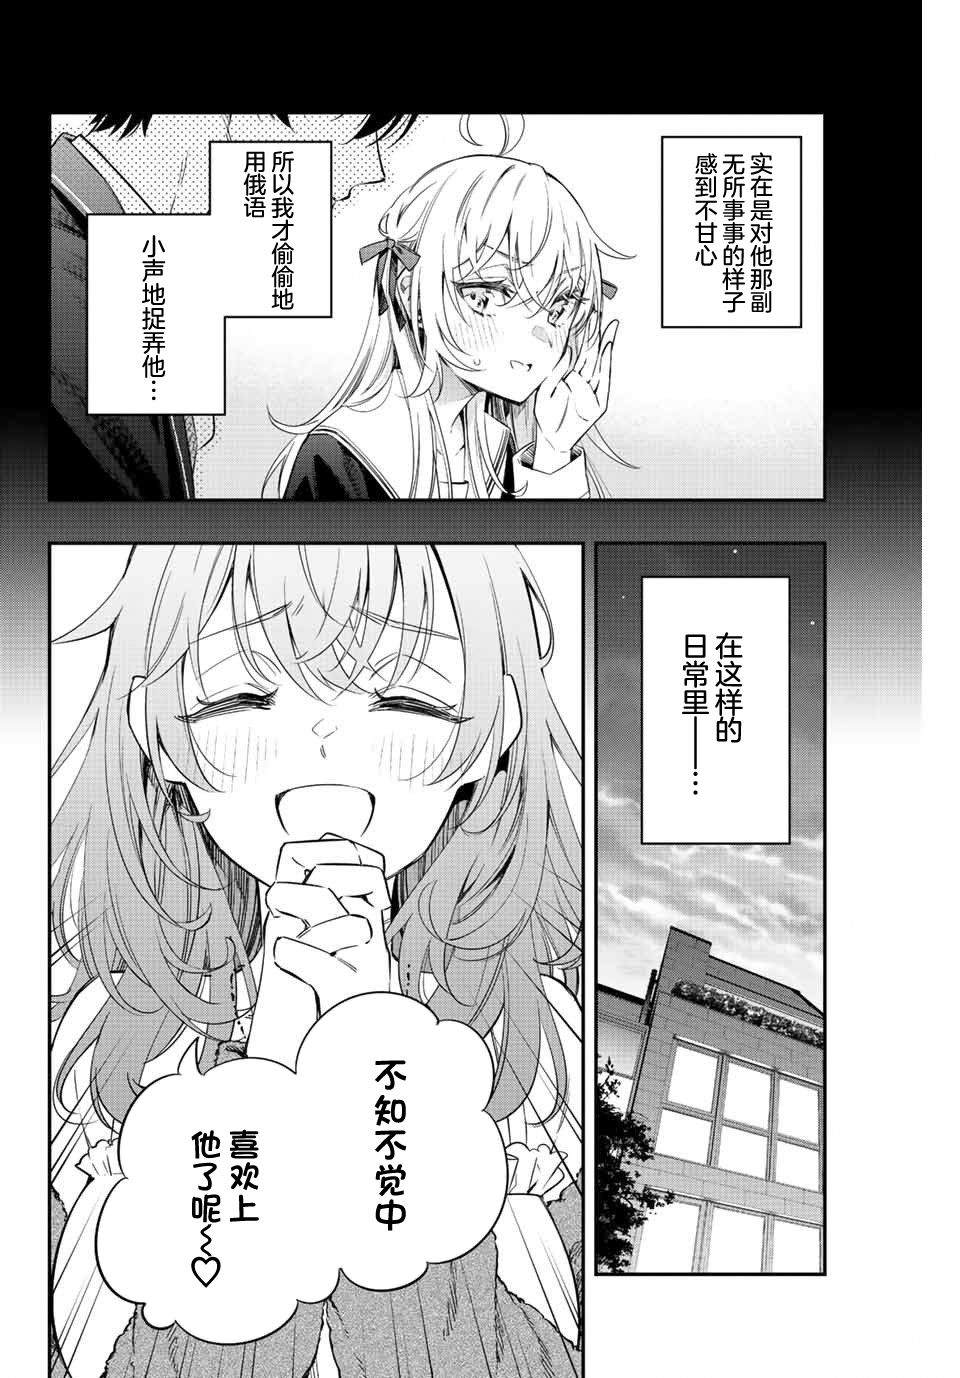 实在是对他那副
无所事事的样子
感到不甘心
所以我才偷偷地
用俄语
小声地捉弄他…
在这样的
日常里——…
不知不觉中
喜欢上
他了呢~♡